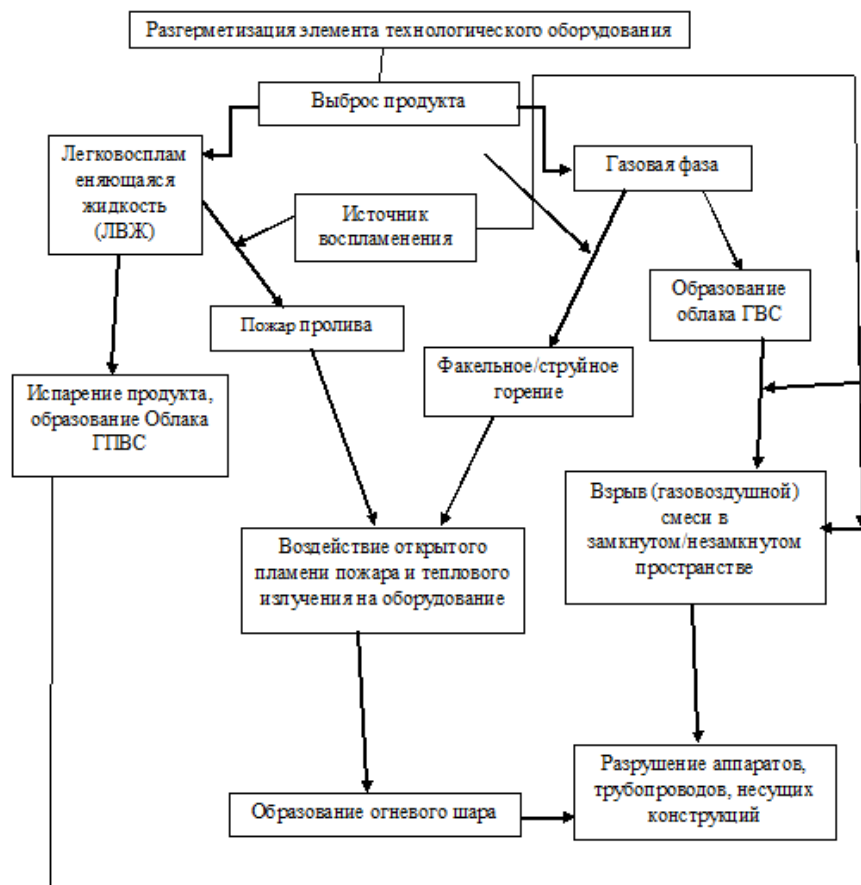 Разгерметизация элемента технологического оборудования
Выброс продукта
Легковосплам
еняющаяся
жидкость
(ЛВЖ)
Газовая фаза
Источник
воспламенения
Образование
облака ГВС
Пожар пролива
Факельное/струйное
горение
Испарение продукта,
образование Облака
ГПВС
Взрыв (газовоздушной)
смеси в
замкнутом/незамкнутом
пространстве
Воздействие открытого
пламени пожара и теплового
излучения на оборудование
Разрушение аппаратов,
трубопроводов, несущих
конструкций
Образование огневого шара